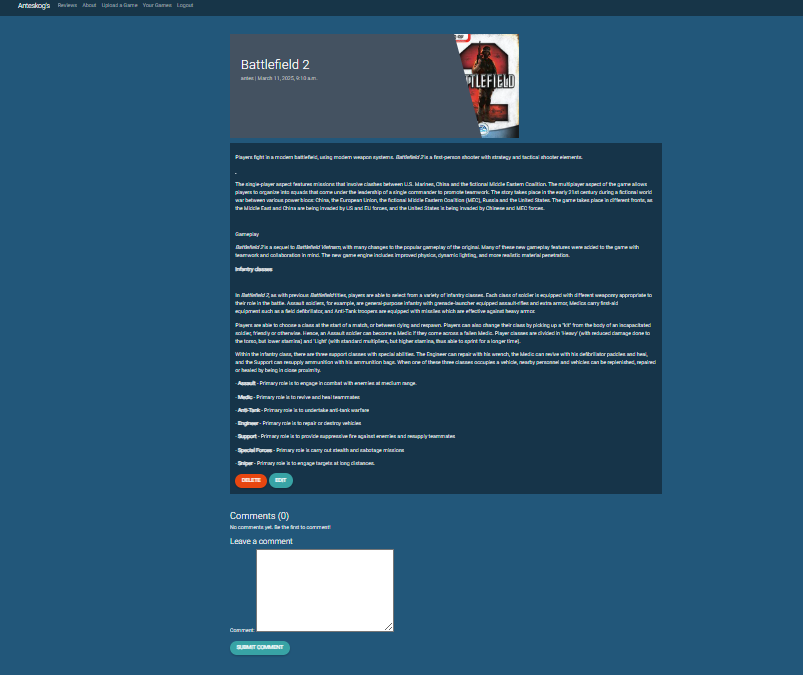 Anteskog's Reviews About Upload a Game Your Games Logout
Battlefield 2
antes | March 11, 2025, 9:10 a.m.
OF
TLEFIELD
2
Players fight in a modern battlefield, using modern weapon systems. Battlefield 2 is a first-person shooter with strategy and tactical shooter elements.
.
The single-player aspect features missions that involve clashes between U.S. Marines, China and the fictional Middle Eastern Coalition. The multiplayer aspect of the game allows
players to organize into squads that come under the leadership of a single commander to promote teamwork. The story takes place in the early 21st century during a fictional world
war between various power blocs: China, the European Union, the fictional Middle Eastern Coalition (MEC), Russia and the United States. The game takes place in different fronts, as
the Middle East and China are being invaded by US and EU forces, and the United States is being invaded by Chinese and MEC forces.
Gameplay
Battlefield 2 is a sequel to Battlefield Vietnam, with many changes to the popular gameplay of the original. Many of these new gameplay features were added to the game with
teamwork and collaboration in mind. The new game engine includes improved physics, dynamic lighting, and more realistic material penetration.
Infantry classes
In Battlefield 2, as with previous Battlefield titles, players are able to select from a variety of infantry classes. Each class of soldier is equipped with different weaponry appropriate to
their role in the battle. Assault soldiers, for example, are general-purpose infantry with grenade-launcher equipped assault-rifles and extra armor, Medics carry first-aid
equipment such as field defibrillator, and Anti-Tank troopers are equipped with missiles which are effective against heavy armor.
Players are able to choose a class at the start of a match, or between dying and respawn. Players can also change their class by picking up a "kit" from the body of an incapacitated
soldier, friendly or otherwise. Hence, an Assault soldier can become a Medic if they come across a fallen Medic. Player classes are divided in 'Heavy' (with reduced damage done to
the torso, but lower stamina) and 'Light' (with standard multipliers, but higher stamina, thus able to sprint for a longer time).
Within the infantry class, there are three support classes with special abilities. The Engineer can repair with his wrench, the Medic can revive with his defibrillator paddles and heal,
and the Support can resupply ammunition with his ammunition bags. When one of these three classes occupies a vehicle, nearby personnel and vehicles can be replenished, repaired
or healed by being in close proximity.
- Assault - Primary role is to engage in combat with enemies at medium range.
- Medic - Primary role is to revive and heal teammates
- Anti-Tank - Primary role is to undertake anti-tank warfare
- Engineer - Primary role is to repair or destroy vehicles
- Support - Primary role is to provide suppressive fire against enemies and resupply teammates
- Special Forces - Primary role is carry out stealth and sabotage missions
- Sniper - Primary role is to engage targets at long distances.
DELETE EDIT
Comments (0)
No comments yet. Be the first to comment!
Leave a comment
Comment:
SUBMIT COMMENT